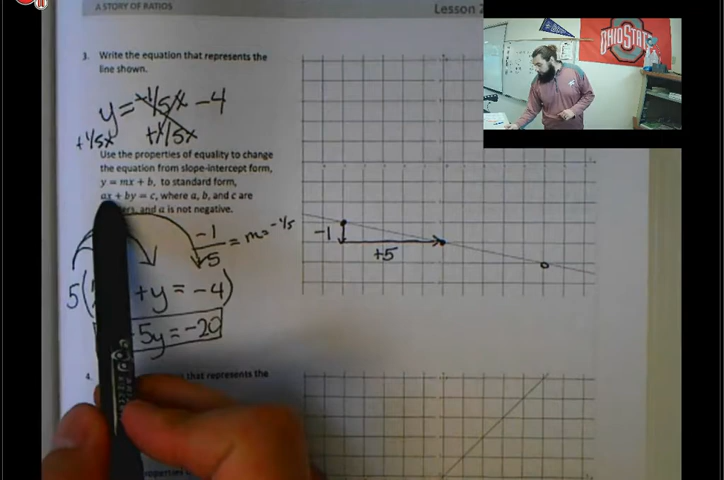 A STORY OF RATIOS
Lesson
3. Write the equation that represents the
line shown.
y = -1/5x - 4
+1/5x +1/5x
Use the properties of equality to change
the equation from slope-intercept form,
y = mx + b, to standard form,
ax + by = c, where a, b, and c are
and a is not negative.
-1/5 = m = -1/5
5( + y = -4)
5y = -20
-1
+5
4.
that represents the
OHIO STATE